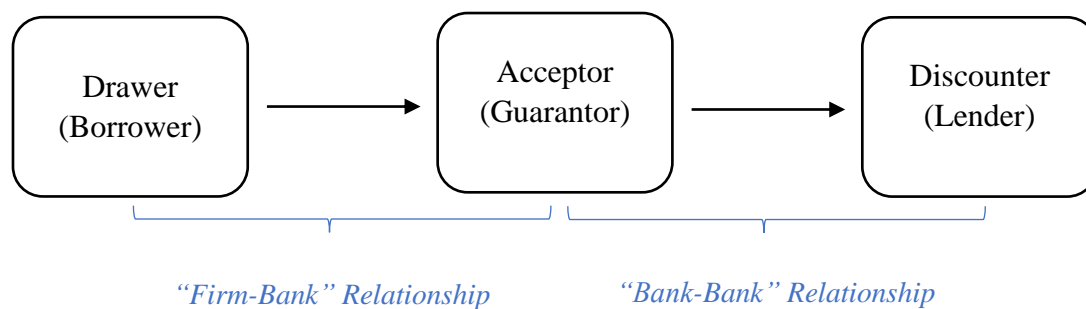 Drawer
(Borrower)
Acceptor
(Guarantor)
Discounter
(Lender)
“Firm-Bank” Relationship
“Bank-Bank” Relationship